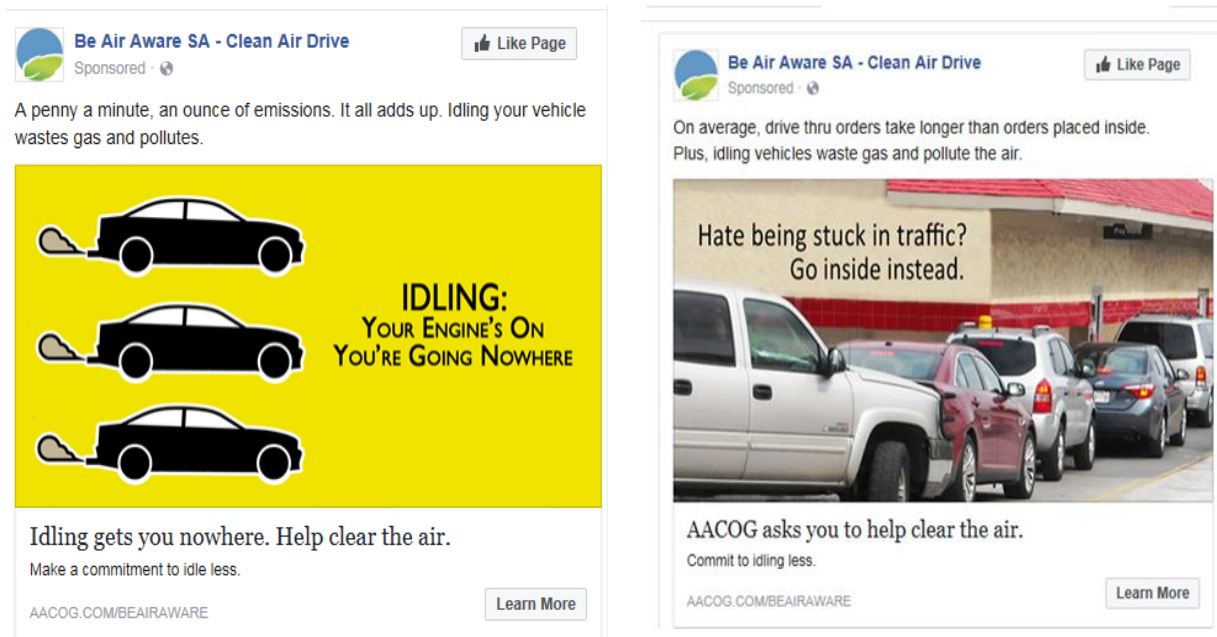 Be Air Aware SA - Clean Air Drive
Like Page
Sponsored ·
A penny a minute, an ounce of emissions. It all adds up. Idling your vehicle
wastes gas and pollutes.
IDLING:
YOUR ENGINE'S ON
YOU'RE GOING NOWHERE
Idling gets you nowhere. Help clear the air.
Make a commitment to idle less.
AACOG.COM/BEAIRAWARE
Learn More
Be Air Aware SA - Clean Air Drive
Like Page
Sponsored ·
On average, drive thru orders take longer than orders placed inside.
Plus, idling vehicles waste gas and pollute the air.
Hate being stuck in traffic?
Go inside instead.
AACOG asks you to help clear the air.
Commit to idling less.
AACOG.COM/BEAIRAWARE
Learn More